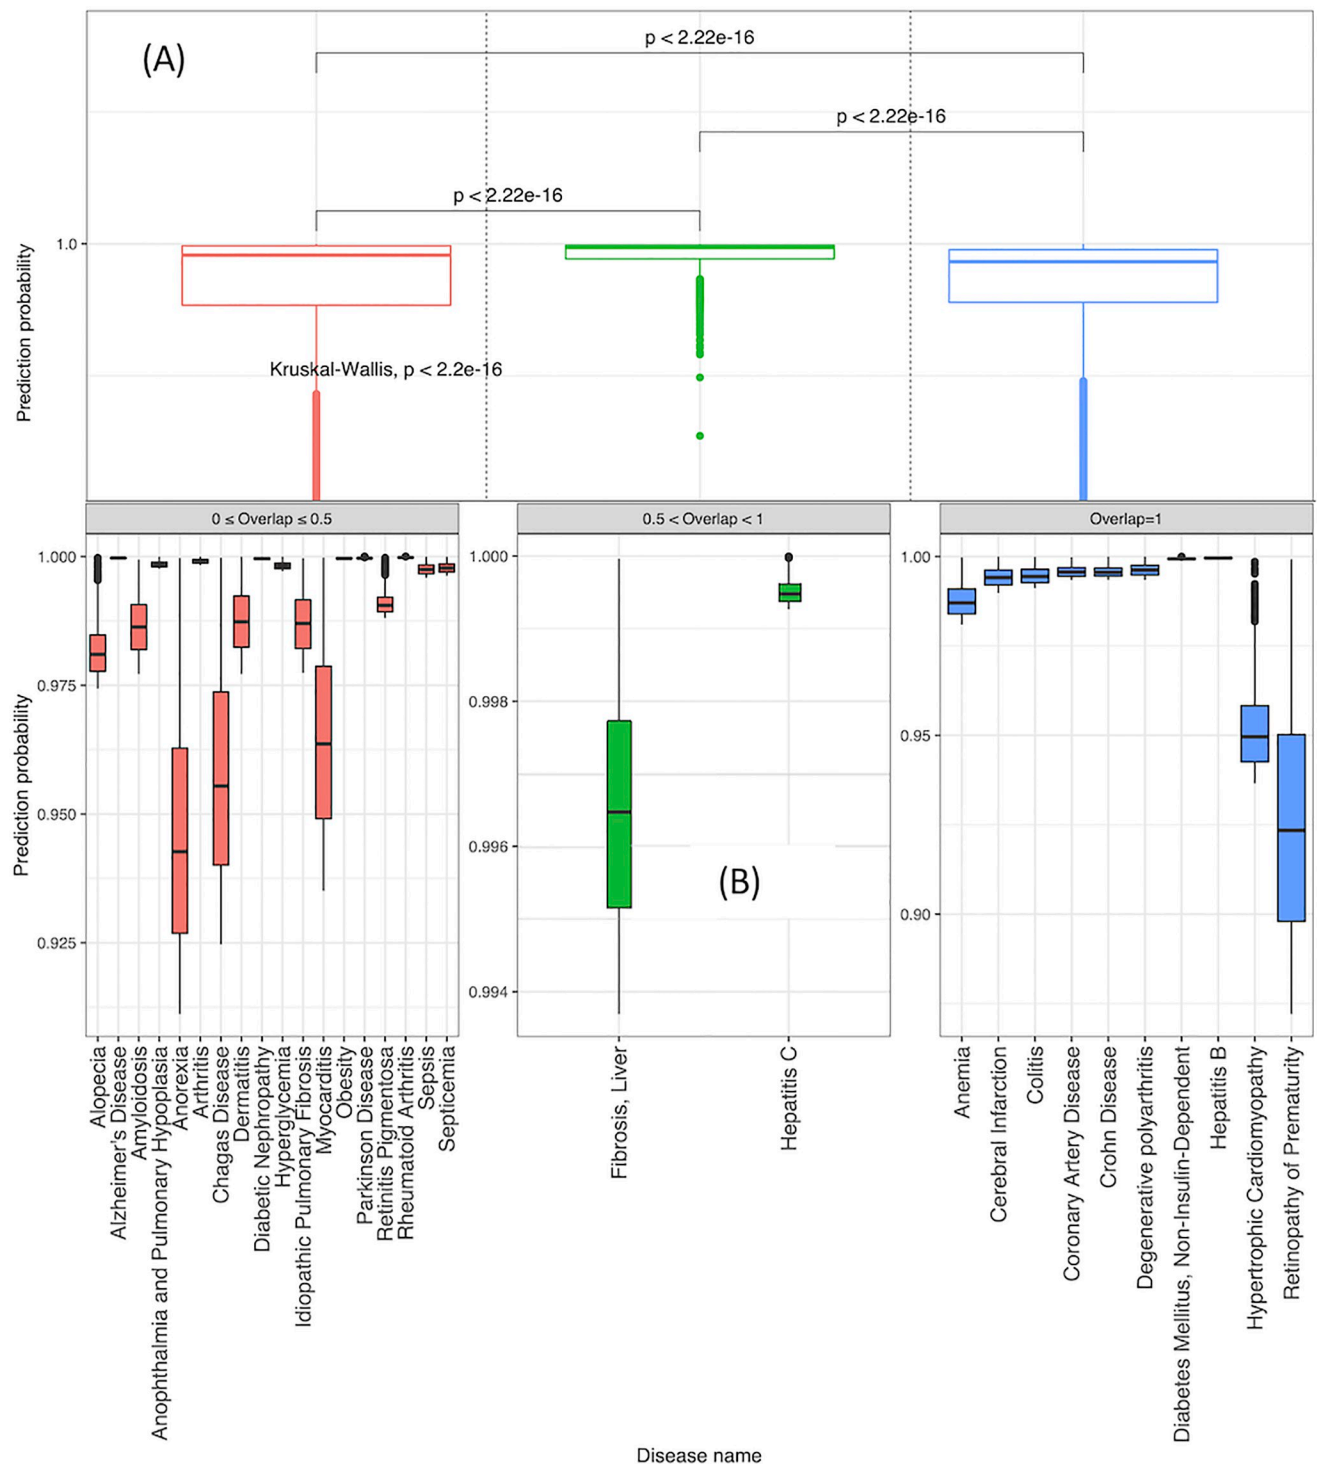 (A)
p < 2.22e-16
p < 2.22e-16
p < 2.22e-16
1.0
Prediction probability
Kruskal-Wallis, p < 2.2e-16
0 ≤ Overlap ≤ 0.5
0.5 < Overlap < 1
Overlap=1
Prediction probability
1.000
0.975
0.950
0.925
1.000
0.998
0.996
0.994
(B)
1.00
0.95
0.90
Alopecia
Alzheimer's Disease
Amyloidosis
Anophthalmia and Pulmonary Hypoplasia
Anorexia
Arthritis
Chagas Disease
Dermatitis
Diabetic Nephropathy
Hyperglycemia
Idiopathic Pulmonary Fibrosis
Myocarditis
Obesity
Parkinson Disease
Retinitis Pigmentosa
Rheumatoid Arthritis
Sepsis
Septicemia
Fibrosis, Liver
Hepatitis C
Anemia
Cerebral Infarction
Colitis
Coronary Artery Disease
Crohn Disease
Degenerative polyarthritis
Diabetes Mellitus, Non-Insulin-Dependent
Hepatitis B
Hypertrophic Cardiomyopathy
Retinopathy of Prematurity
Disease name